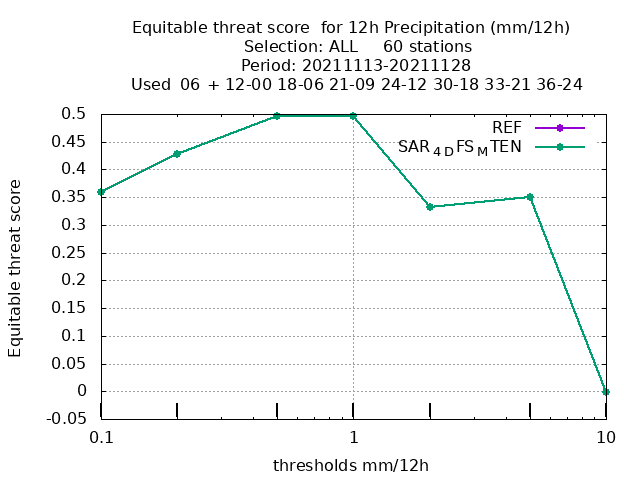 Equitable threat score  for 12h Precipitation (mm/12h)
Selection: ALL     60 stations
Period: 20211113-20211128
Used  06 + 12-00 18-06 21-09 24-12 30-18 33-21 36-24
REF
SAR4DFSMTEN
Equitable threat score
0.5
0.45
0.4
0.35
0.3
0.25
0.2
0.15
0.1
0.05
0
-0.05
0.1 1 10
thresholds mm/12h